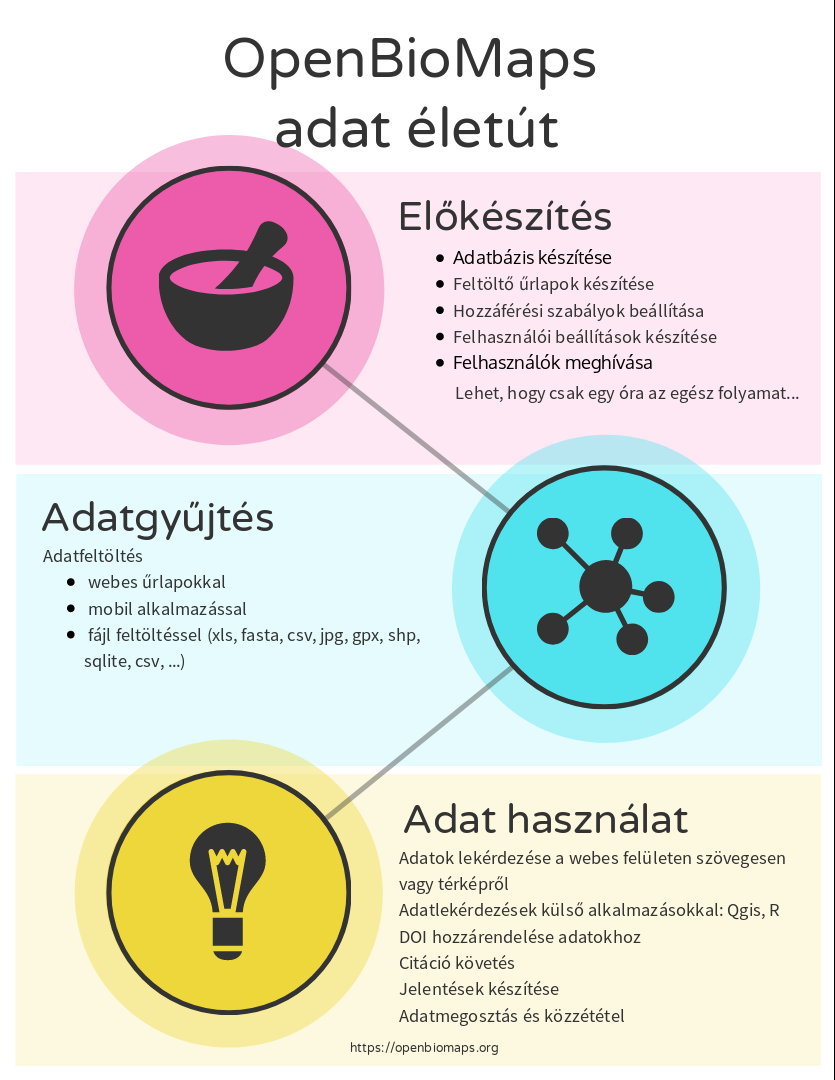 OpenBioMaps
adat életút
Előkészítés
• Adatbázis készítése
• Feltöltő űrlapok készítése
• Hozzáférési szabályok beállítása
• Felhasználói beállítások készítése
• Felhasználók meghívása
Lehet, hogy csak egy óra az egész folyamat...
Adatgyűjtés
Adatfeltöltés
• webes űrlapokkal
• mobil alkalmazással
• fájl feltöltéssel (xls, fasta, csv, jpg, gpx, shp,
sqlite, csv, ...)
Adat használat
Adatok lekérdezése a webes felületen szövegesen
vagy térképről
Adatlekérdezések külső alkalmazásokkal: Qgis, R
DOI hozzárendelése adatokhoz
Citáció követés
Jelentések készítése
Adatmegosztás és közzététel
https://openbiomaps.org